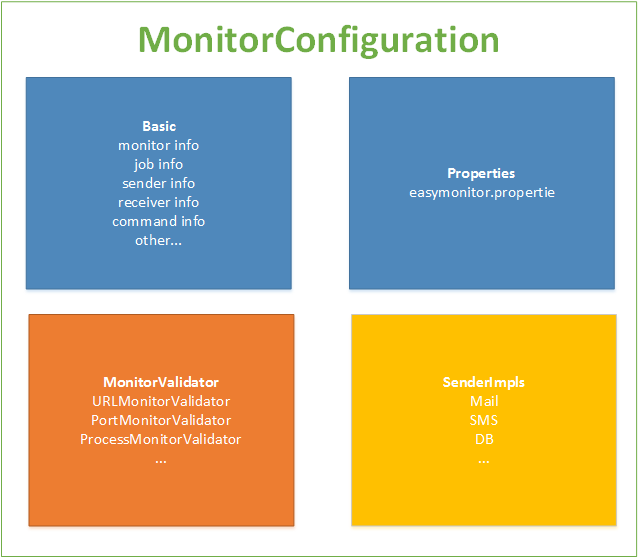 MonitorConfiguration
Basic
monitor info
job info
sender info
receiver info
command info
other...
Properties
easymonitor.propertie
MonitorValidator
URLMonitorValidator
PortMonitorValidator
ProcessMonitorValidator
...
SenderImpls
Mail
SMS
DB
...